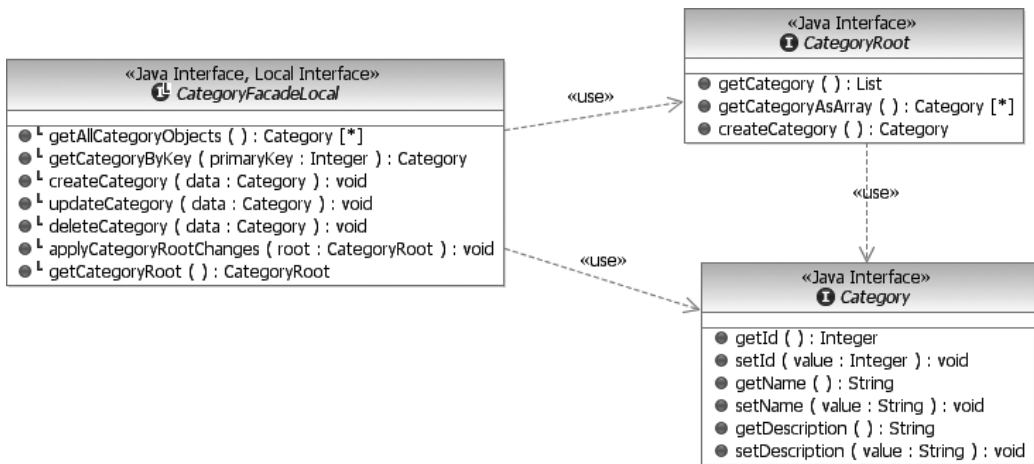 «Java Interface, Local Interface»
CategoryFacadeLocal
getAllCategoryObjects ( ) : Category [*]
getCategoryByKey ( primaryKey : Integer ) : Category
createCategory ( data : Category ) : void
updateCategory ( data : Category ) : void
deleteCategory ( data : Category ) : void
applyCategoryRootChanges ( root : CategoryRoot ) : void
getCategoryRoot ( ) : CategoryRoot
«use»
«use»
«Java Interface»
CategoryRoot
getCategory ( ) : List
getCategoryAsArray ( ) : Category [*]
createCategory ( ) : Category
«use»
«Java Interface»
Category
getId ( ) : Integer
setId ( value : Integer ) : void
getName ( ) : String
setName ( value : String ) : void
getDescription ( ) : String
setDescription ( value : String ) : void